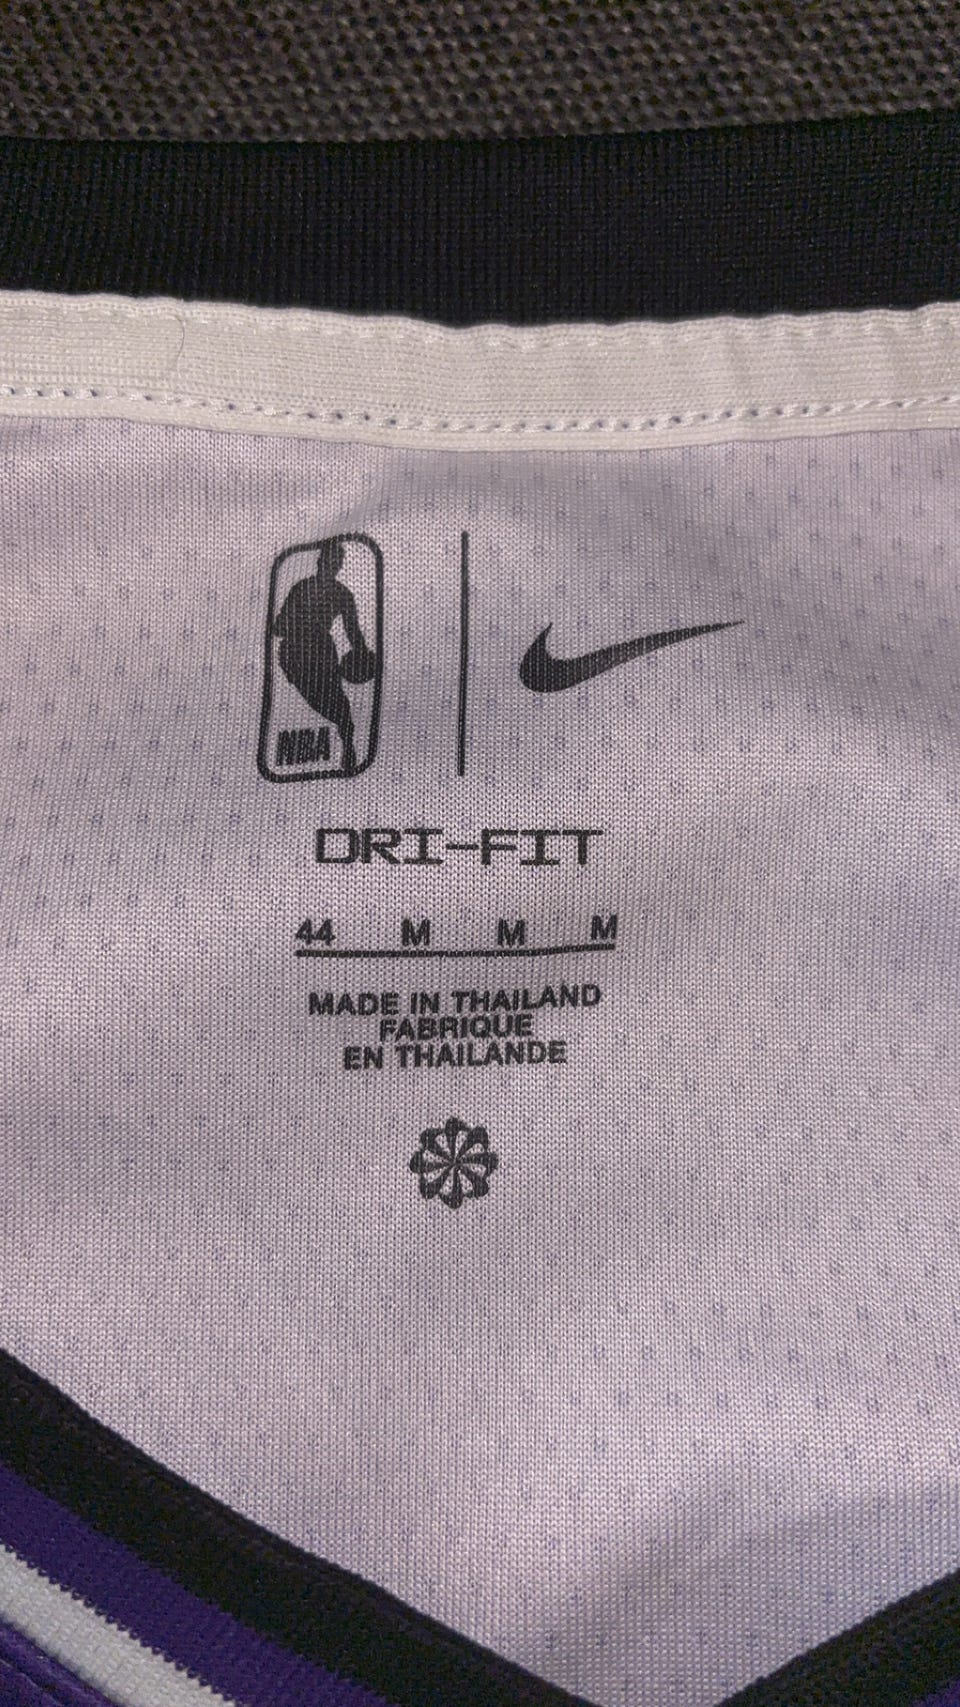 NBA
DRI-FIT
44 M M M
MADE IN THAILAND
FABRIQUE
EN THAILANDE